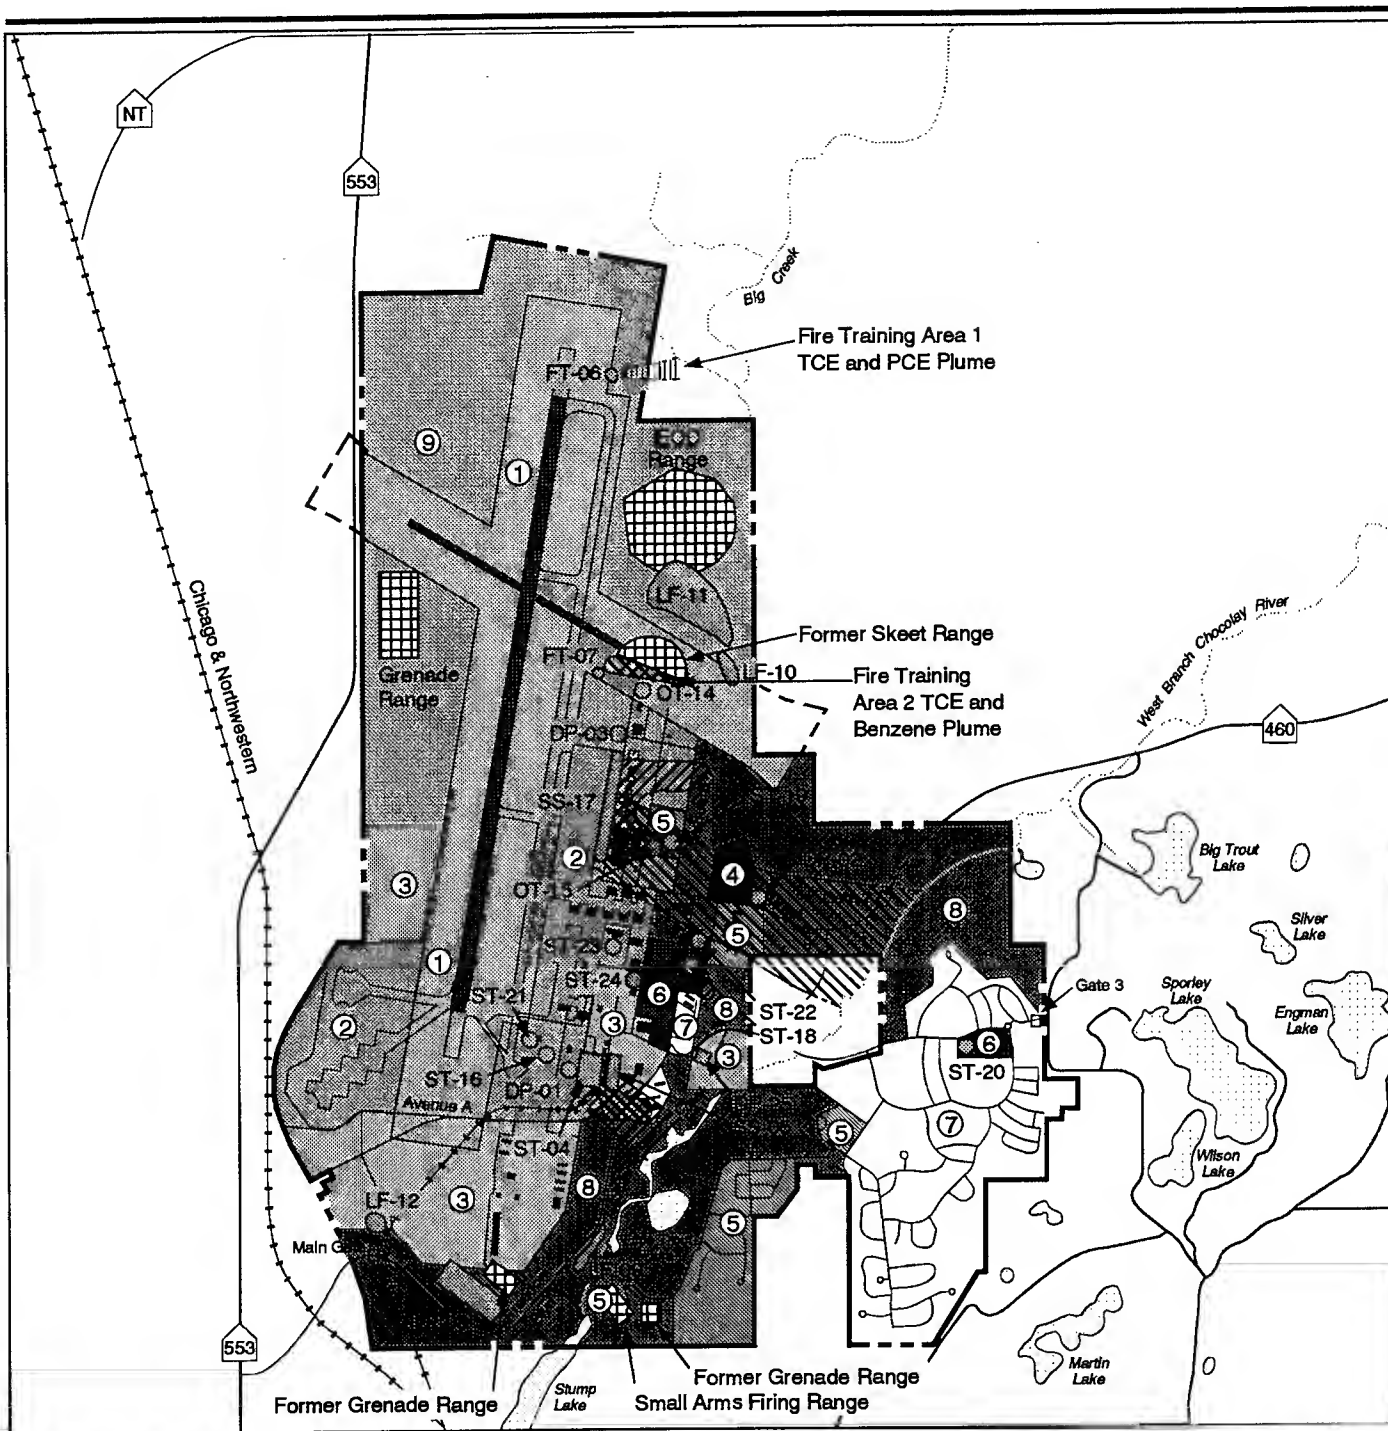 NT
553
Big Creek
Fire Training Area 1
TCE and PCE Plume
FT-06
EOD
Range
9
1
LF-11
Chicago & Northwestern
Grenade
Range
Former Skeet Range
FT-07
LF-10
Fire Training
Area 2 TCE and
Benzene Plume
OT-14
DP-03
West Branch Chocolay River
460
SS-17
5
2
4
3
Big Trout
Lake
8
Silver
Lake
5
ST-23
1
ST-24
ST-21
6
7
8
ST-22
ST-18
Gate 3
Sporley
Lake
Engman
Lake
2
3
3
6
ST-20
ST-16
DP-01
Avenue A
5
7
ST-04
Wilson
Lake
3
8
LF-12
5
Main
5
553
Former Grenade Range
Stump
Lake
Former Grenade Range
Small Arms Firing Range
Martin
Lake